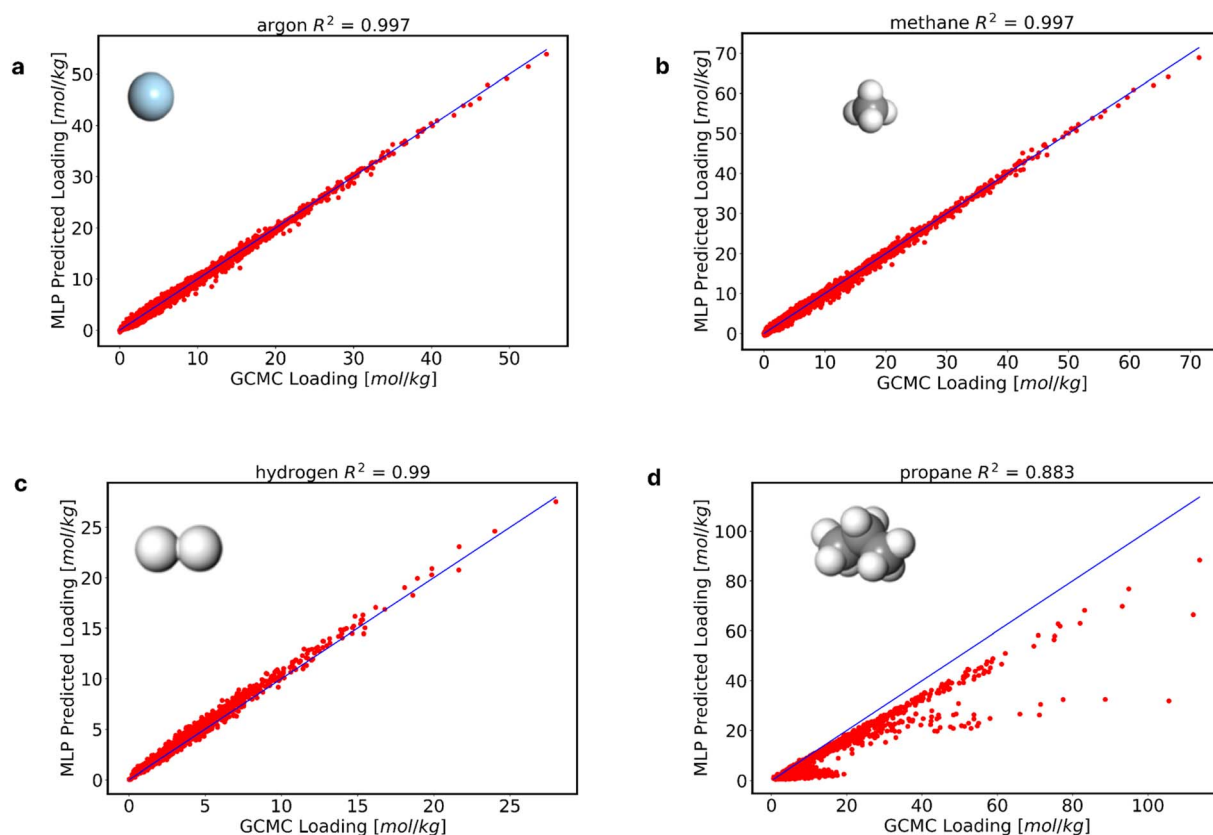 a
argon R² = 0.997
MLP Predicted Loading [mol/kg]
50
40
30
20
10
0
0 10 20 30 40 50
GCMC Loading [mol/kg]
b
methane R² = 0.997
MLP Predicted Loading [mol/kg]
70
60
50
40
30
20
10
0
0 10 20 30 40 50 60 70
GCMC Loading [mol/kg]
c
hydrogen R² = 0.99
MLP Predicted Loading [mol/kg]
25
20
15
10
5
0
0 5 10 15 20 25
GCMC Loading [mol/kg]
d
propane R² = 0.883
MLP Predicted Loading [mol/kg]
100
80
60
40
20
0
0 20 40 60 80 100
GCMC Loading [mol/kg]